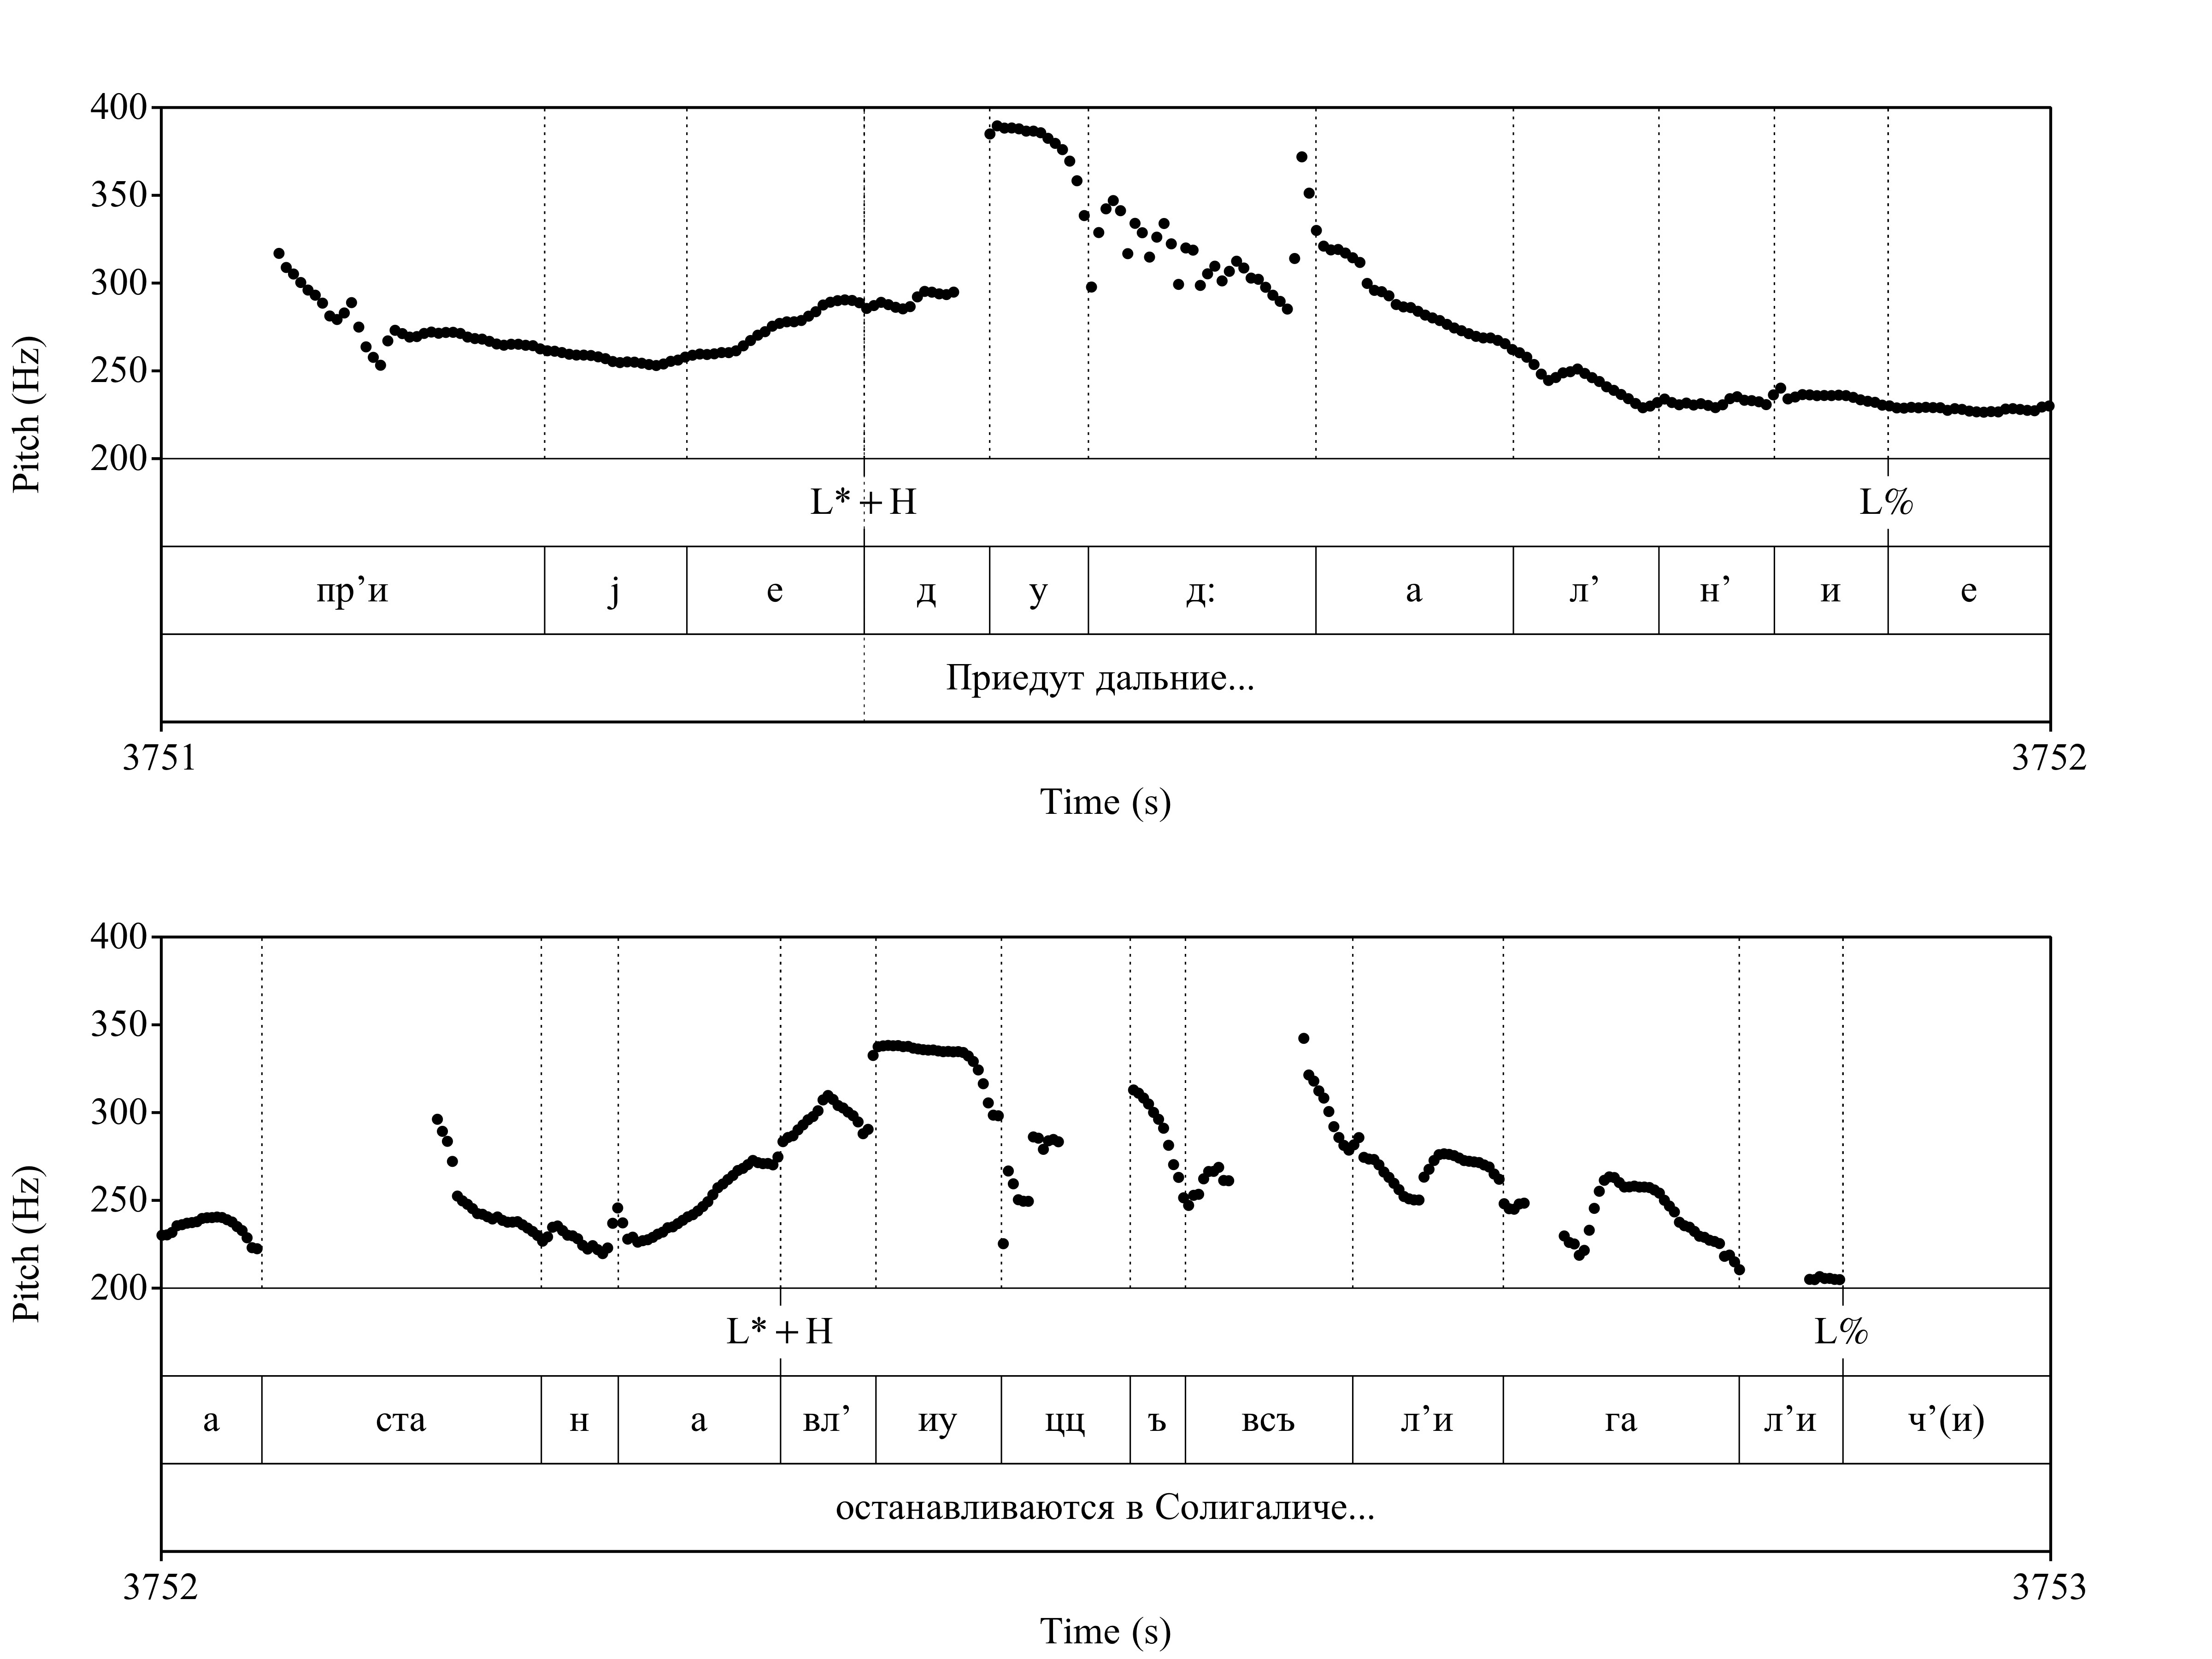 400
350
300
250
200
Pitch (Hz)
L*+H L%
пр’и ј е д у д: а л’ н’ и е
Приедут дальние...
3751 3752
Time (s)
400
350
300
250
200
Pitch (Hz)
L*+H L%
а ста н а вл’ иу цц ъ всъ л’и га л’и ч’(и)
останавливаются в Солигаличе...
3752 3753
Time (s)